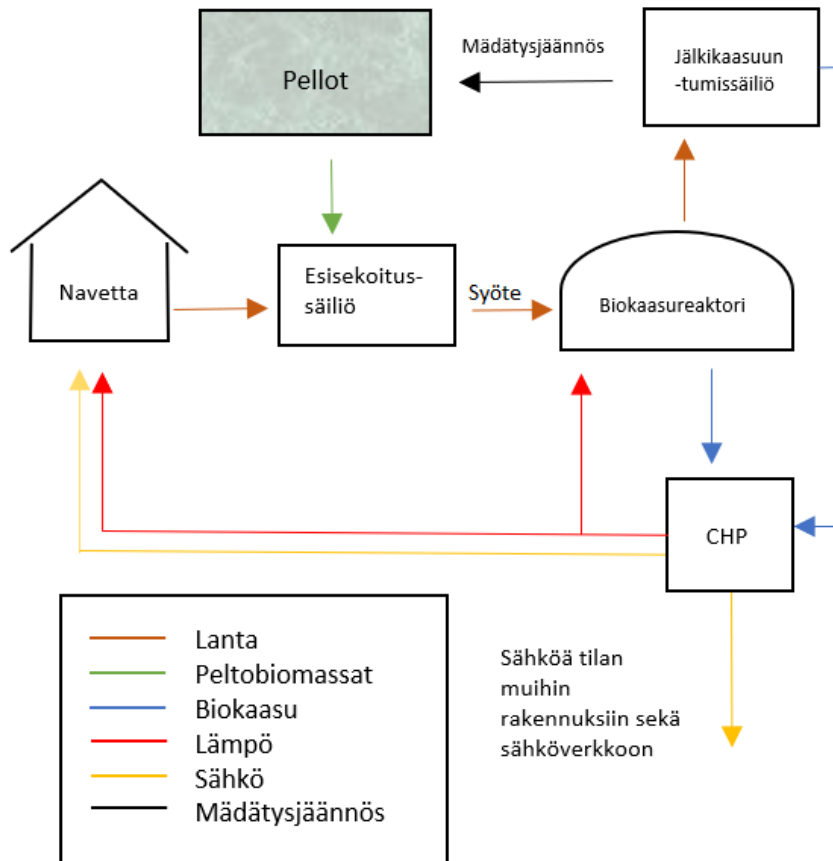 Mädätysjäännös
Pellot
Jälkikaasuun
-tumissäiliö
Navetta
Esisekoitus-
säiliö
Syöte
Biokaasureaktori
CHP
Lanta
Peltobiomassat
Biokaasu
Lämpö
Sähkö
Mädätysjäännös
Sähköä tilan
muihin
rakennuksiin sekä
sähköverkkoon